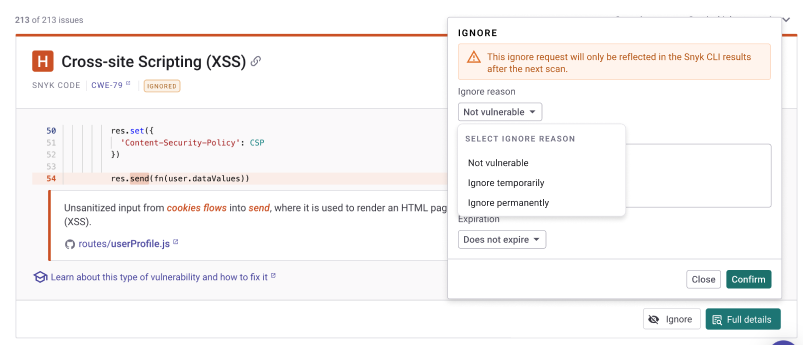 213 of 213 issues
H Cross-site Scripting (XSS)
SNYK CODE CWE-79 IGNORED
50 res.set({
51 'Content-Security-Policy': CSP
52 })
53
54 res.send(fn(user.dataValues))
Unsanitized input from cookies flows into send, where it is used to render an HTML pag
(XSS).
routes/userProfile.js
Learn about this type of vulnerability and how to fix it
Ignore Full details
IGNORE
This ignore request will only be reflected in the Snyk CLI results
after the next scan.
Ignore reason
Not vulnerable
SELECT IGNORE REASON
Not vulnerable
Ignore temporarily
Ignore permanently
Expiration
Does not expire
Close Confirm